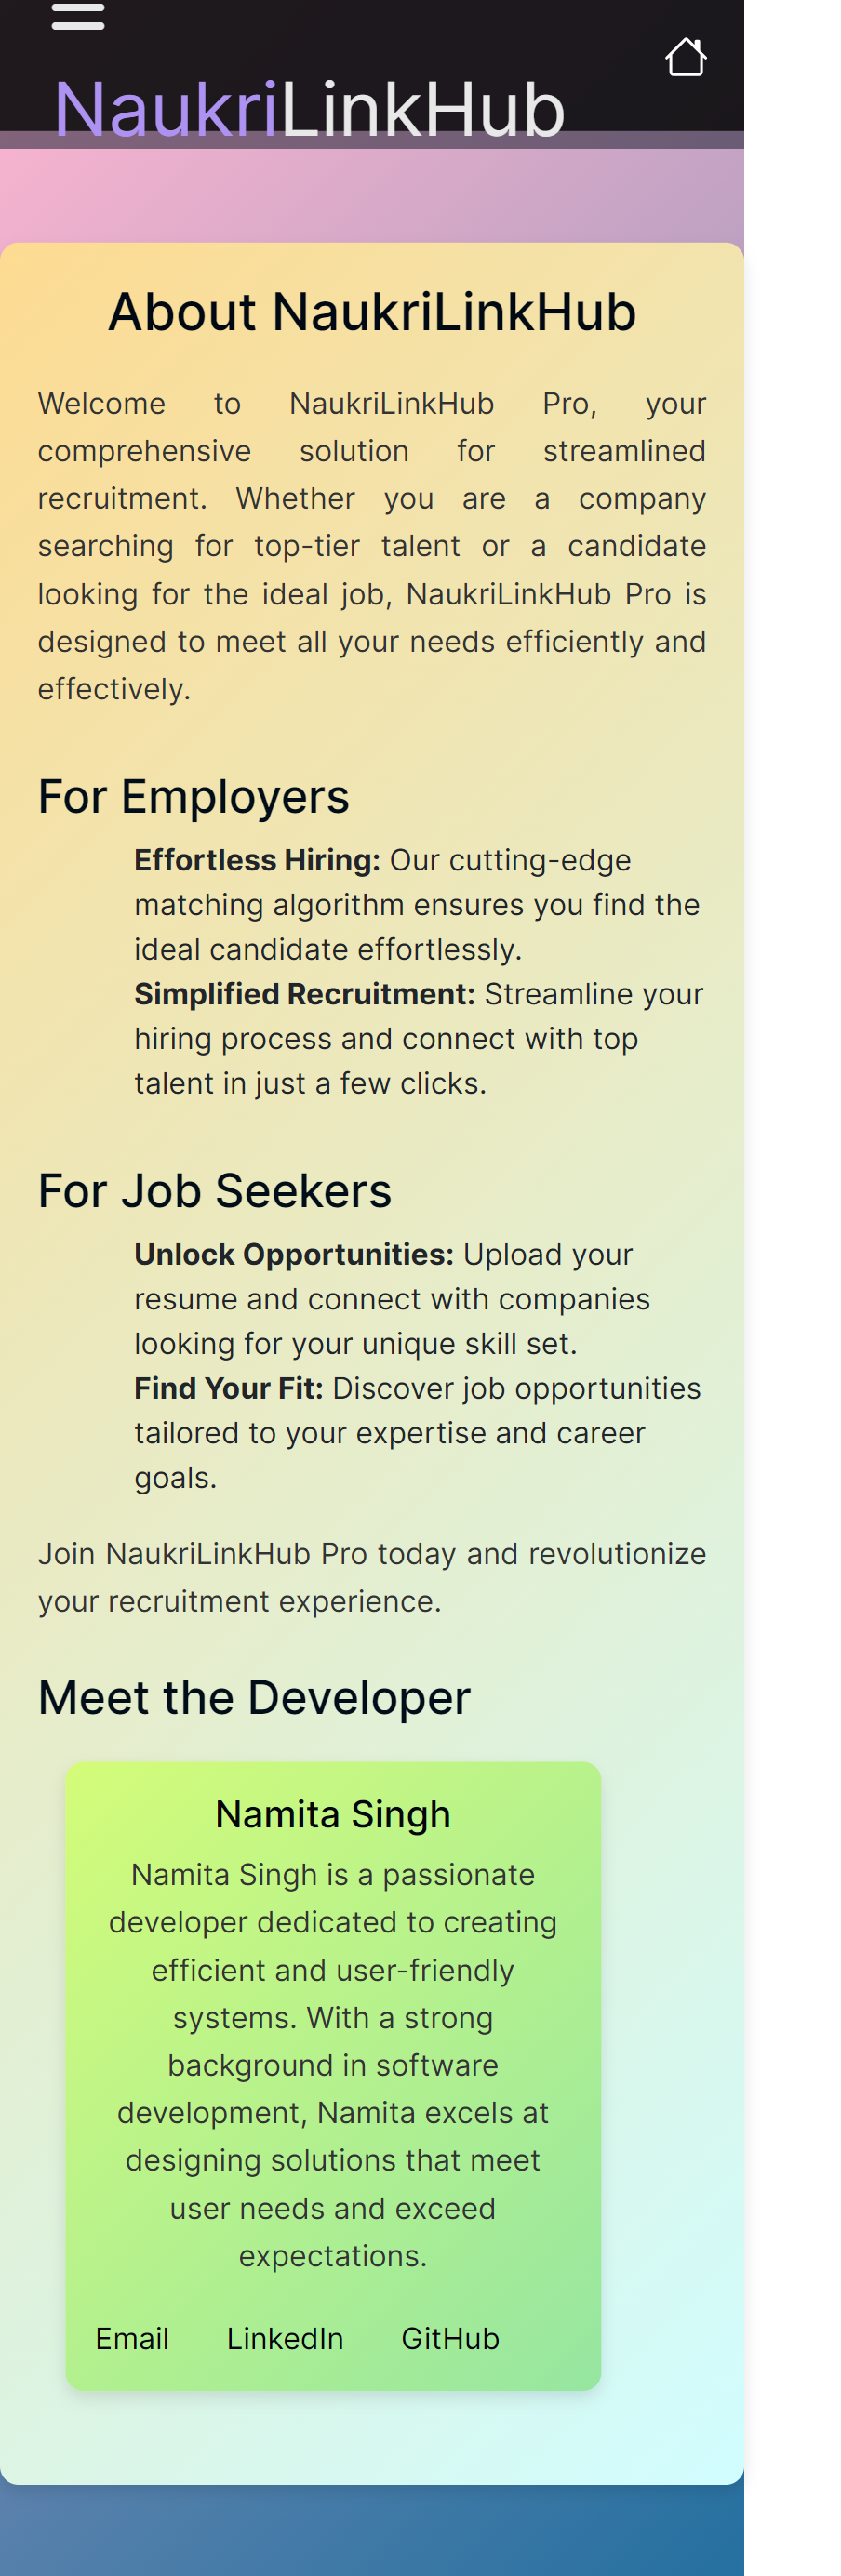 NaukriLinkHub
About NaukriLinkHub
Welcome to NaukriLinkHub Pro, your
comprehensive solution for streamlined
recruitment. Whether you are a company
searching for top-tier talent or a candidate
looking for the ideal job, NaukriLinkHub Pro is
designed to meet all your needs efficiently and
effectively.
For Employers
Effortless Hiring: Our cutting-edge
matching algorithm ensures you find the
ideal candidate effortlessly.
Simplified Recruitment: Streamline your
hiring process and connect with top
talent in just a few clicks.
For Job Seekers
Unlock Opportunities: Upload your
resume and connect with companies
looking for your unique skill set.
Find Your Fit: Discover job opportunities
tailored to your expertise and career
goals.
Join NaukriLinkHub Pro today and revolutionize
your recruitment experience.
Meet the Developer
Namita Singh
Namita Singh is a passionate
developer dedicated to creating
efficient and user-friendly
systems. With a strong
background in software
development, Namita excels at
designing solutions that meet
user needs and exceed
expectations.
Email LinkedIn GitHub